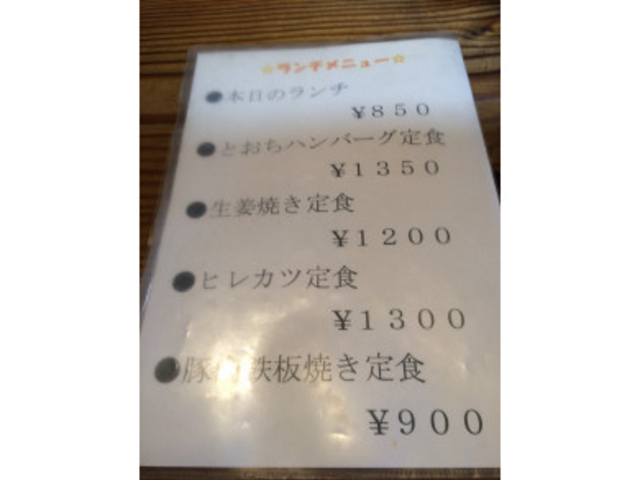 ☆ランチメニュー☆
●本日のランチ
¥850
●とおちハンバーグ定食
¥1350
●生姜焼き定食
¥1200
●ヒレカツ定食
¥1300
●豚 鉄板焼き定食
¥900